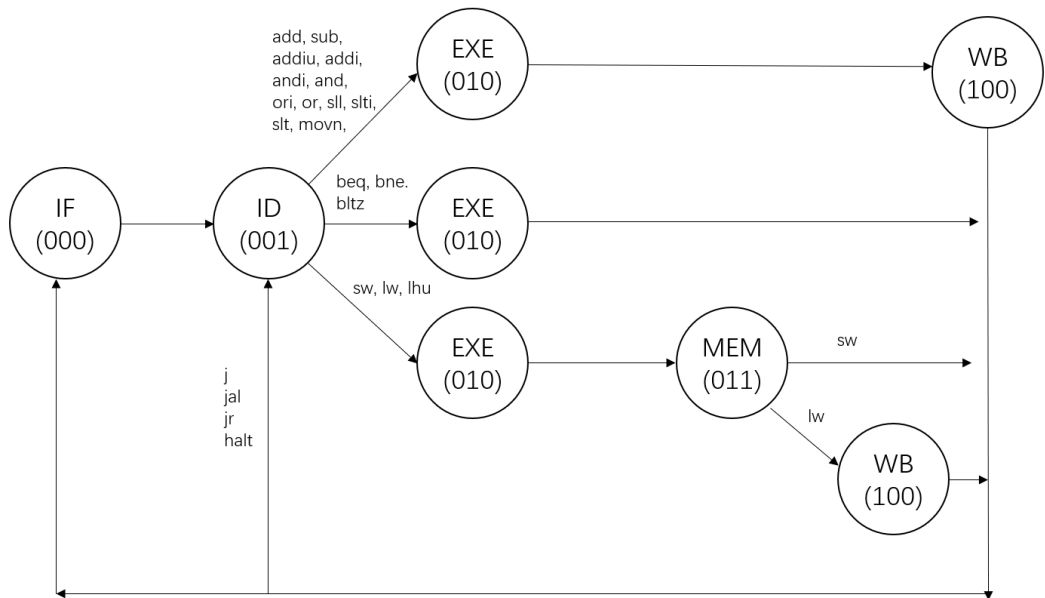 add, sub,
addiu, addi,
andi, and,
ori, or, sll, slti,
slt, movn,
EXE
(010)
WB
(100)
IF
(000)
ID
(001)
beq, bne.
bltz
EXE
(010)
sw, lw, lhu
EXE
(010)
MEM
(011)
sw
lw
WB
(100)
j
jal
jr
halt